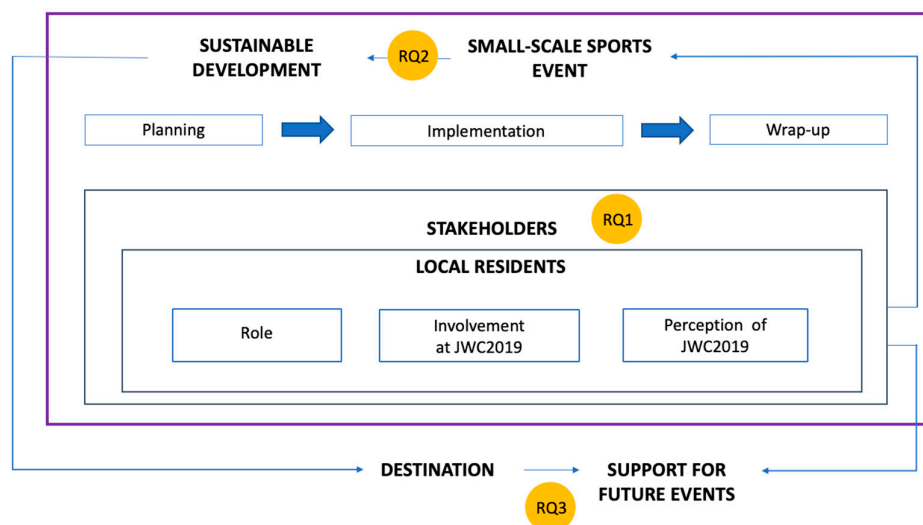 SUSTAINABLE
DEVELOPMENT
RQ2
SMALL-SCALE SPORTS
EVENT
Planning
Implementation
Wrap-up
STAKEHOLDERS
RQ1
LOCAL RESIDENTS
Role
Involvement
at JWC2019
Perception of
JWC2019
DESTINATION
RQ3
SUPPORT FOR
FUTURE EVENTS